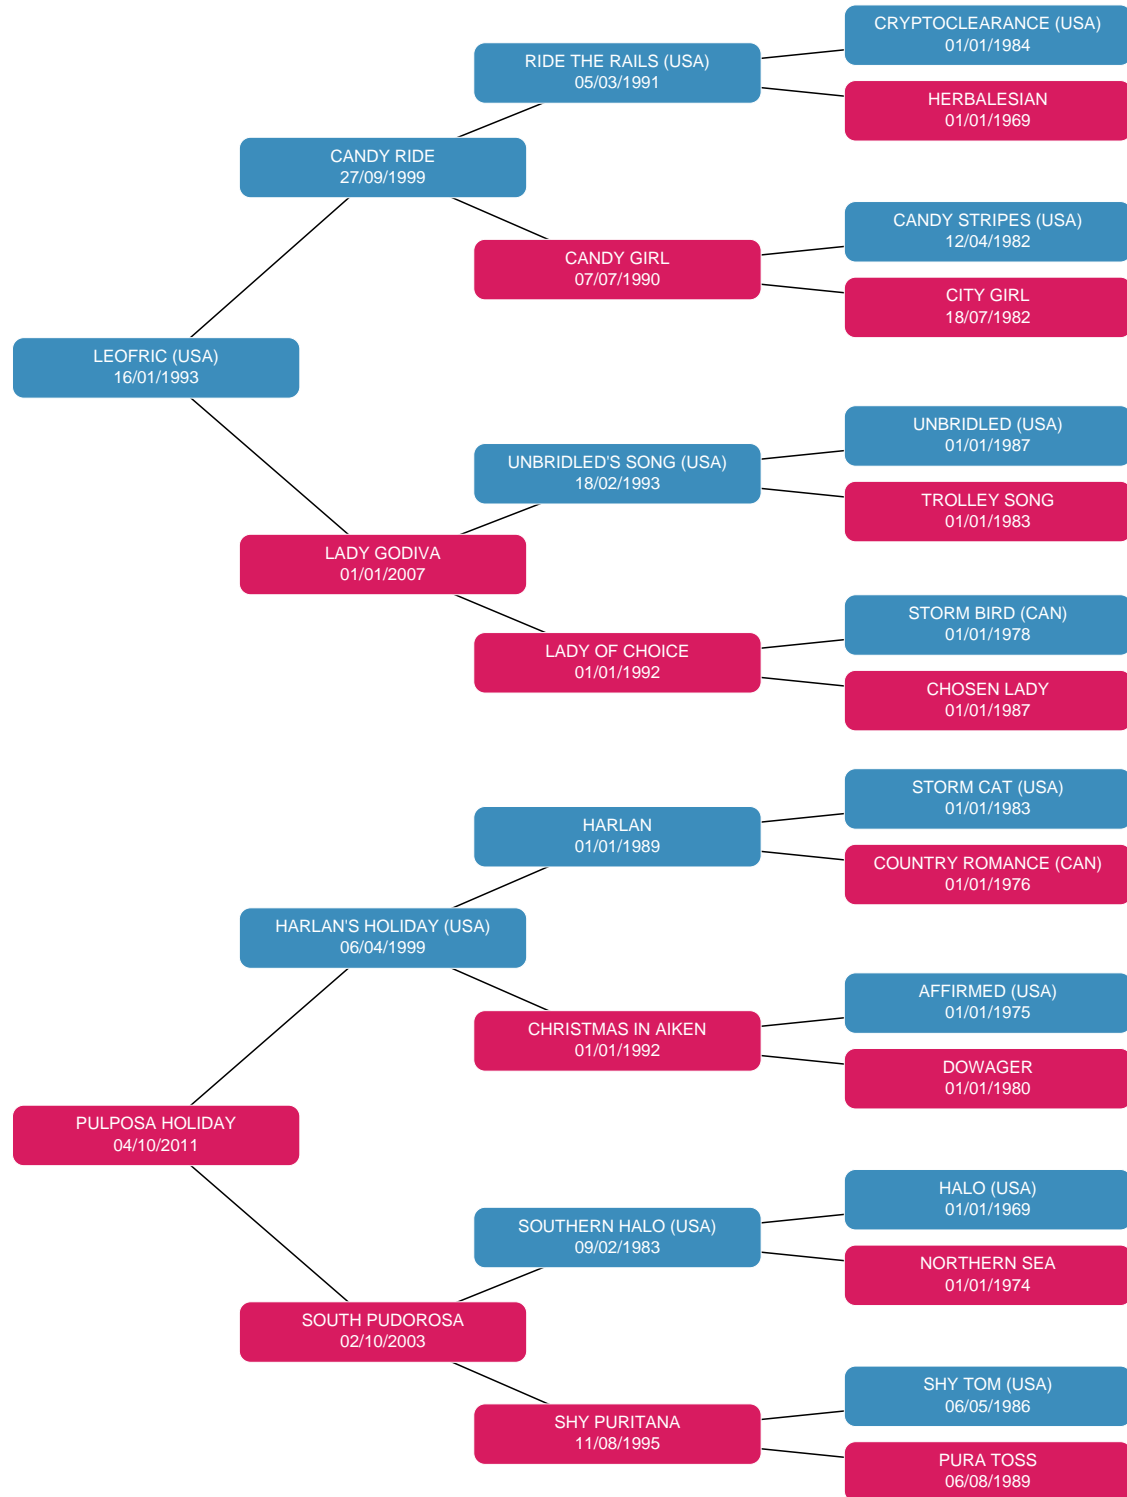 CRYPTOCLEARANCE (USA)
01/01/1984
RIDE THE RAILS (USA)
05/03/1991
HERBALESIAN
01/01/1969
CANDY RIDE
27/09/1999
CANDY STRIPES (USA)
12/04/1982
CANDY GIRL
07/07/1990
CITY GIRL
18/07/1982
LEOFRIC (USA)
16/01/1993
UNBRIDLED (USA)
01/01/1987
UNBRIDLED'S SONG (USA)
18/02/1993
TROLLEY SONG
01/01/1983
LADY GODIVA
01/01/2007
STORM BIRD (CAN)
01/01/1978
LADY OF CHOICE
01/01/1992
CHOSEN LADY
01/01/1987
STORM CAT (USA)
01/01/1983
HARLAN
01/01/1989
COUNTRY ROMANCE (CAN)
01/01/1976
HARLAN'S HOLIDAY (USA)
06/04/1999
AFFIRMED (USA)
01/01/1975
CHRISTMAS IN AIKEN
01/01/1992
DOWAGER
01/01/1980
PULPOSA HOLIDAY
04/10/2011
HALO (USA)
01/01/1969
SOUTHERN HALO (USA)
09/02/1983
NORTHERN SEA
01/01/1974
SOUTH PUDOROSA
02/10/2003
SHY TOM (USA)
06/05/1986
SHY PURITANA
11/08/1995
PURA TOSS
06/08/1989